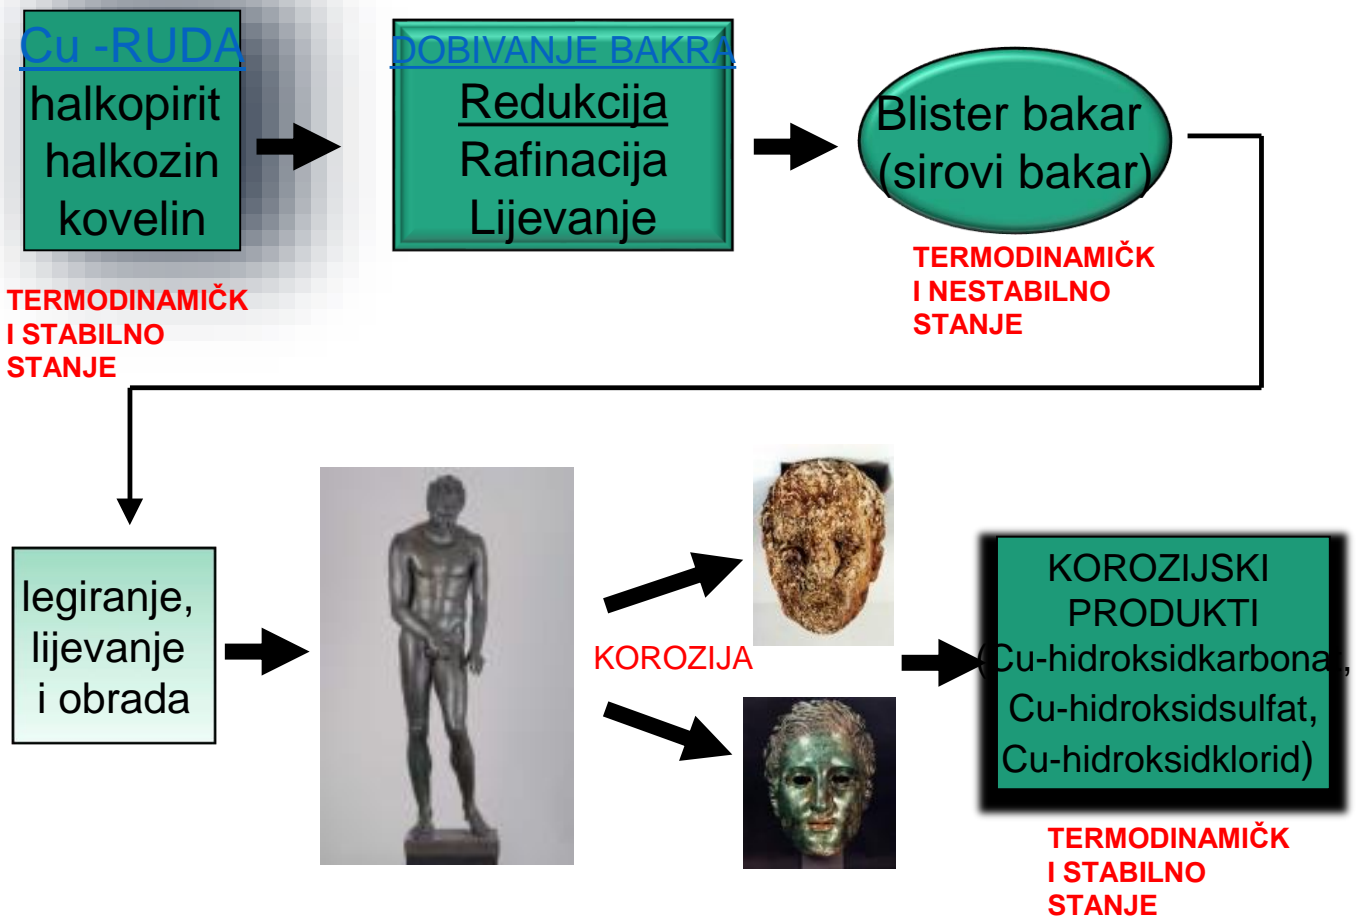 Cu -RUDA
halkopirit
halkozin
kovelin
TERMODINAMIČK
I STABILNO
STANJE
DOBIVANJE BAKRA
Redukcija
Rafinacija
Lijevanje
Blister bakar
(sirovi bakar)
TERMODINAMIČK
I NESTABILNO
STANJE
legiranje,
lijevanje
i obrada
KOROZIJA
KOROZIJSKI
PRODUKTI
(Cu-hidroksidkarbonat,
Cu-hidroksidsulfat,
Cu-hidroksidklorid)
TERMODINAMIČK
I STABILNO
STANJE